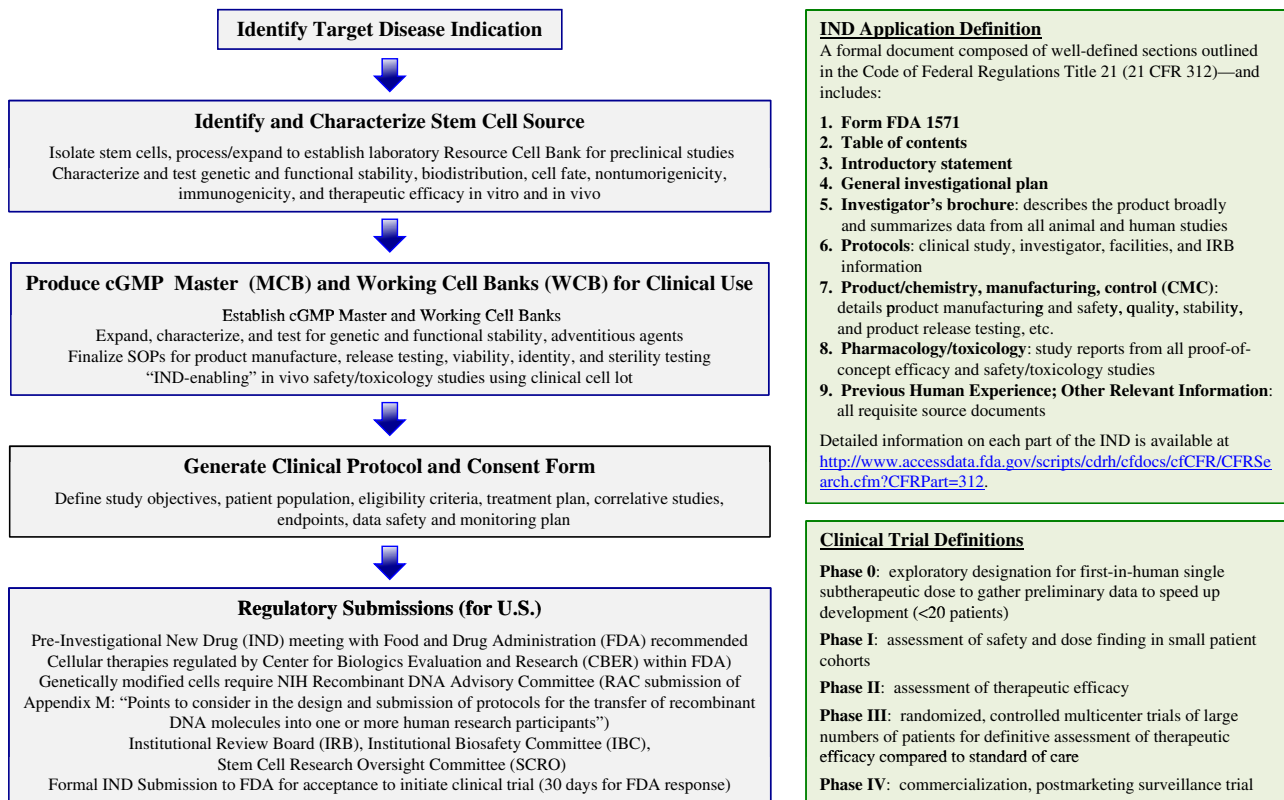 Identify Target Disease Indication
Identify and Characterize Stem Cell Source
Isolate stem cells, process/expand to establish laboratory Resource Cell Bank for preclinical studies
Characterize and test genetic and functional stability, biodistribution, cell fate, nontumorigenicity,
immunogenicity, and therapeutic efficacy in vitro and in vivo
Produce cGMP Master (MCB) and Working Cell Banks (WCB) for Clinical Use
Establish cGMP Master and Working Cell Banks
Expand, characterize, and test for genetic and functional stability, adventitious agents
Finalize SOPs for product manufacture, release testing, viability, identity, and sterility testing
“IND-enabling” in vivo safety/toxicology studies using clinical cell lot
Generate Clinical Protocol and Consent Form
Define study objectives, patient population, eligibility criteria, treatment plan, correlative studies,
endpoints, data safety and monitoring plan
Regulatory Submissions (for U.S.)
Pre-Investigational New Drug (IND) meeting with Food and Drug Administration (FDA) recommended
Cellular therapies regulated by Center for Biologics Evaluation and Research (CBER) within FDA)
Genetically modified cells require NIH Recombinant DNA Advisory Committee (RAC submission of
Appendix M: “Points to consider in the design and submission of protocols for the transfer of recombinant
DNA molecules into one or more human research participants”)
Institutional Review Board (IRB), Institutional Biosafety Committee (IBC),
Stem Cell Research Oversight Committee (SCRO)
Formal IND Submission to FDA for acceptance to initiate clinical trial (30 days for FDA response)
IND Application Definition
A formal document composed of well-defined sections outlined
in the Code of Federal Regulations Title 21 (21 CFR 312)—and
includes:
1. Form FDA 1571
2. Table of contents
3. Introductory statement
4. General investigational plan
5. Investigator’s brochure: describes the product broadly
and summarizes data from all animal and human studies
6. Protocols: clinical study, investigator, facilities, and IRB
information
7. Product/chemistry, manufacturing, control (CMC):
details product manufacturing and safety, quality, stability,
and product release testing, etc.
8. Pharmacology/toxicology: study reports from all proof-of-
concept efficacy and safety/toxicology studies
9. Previous Human Experience; Other Relevant Information:
all requisite source documents
Detailed information on each part of the IND is available at
http://www.accessdata.fda.gov/scripts/cdrh/cfdocs/cfCFR/CFRSe
arch.cfm?CFRPart=312.
Clinical Trial Definitions
Phase 0: exploratory designation for first-in-human single
subtherapeutic dose to gather preliminary data to speed up
development (<20 patients)
Phase I: assessment of safety and dose finding in small patient
cohorts
Phase II: assessment of therapeutic efficacy
Phase III: randomized, controlled multicenter trials of large
numbers of patients for definitive assessment of therapeutic
efficacy compared to standard of care
Phase IV: commercialization, postmarketing surveillance trial